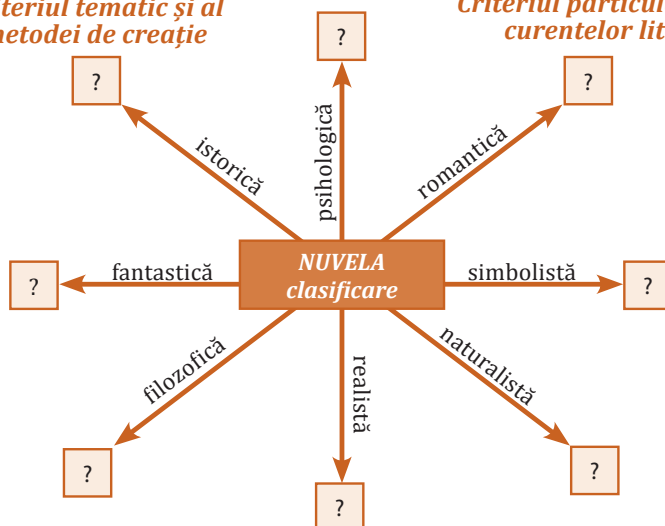 teriul tematic și al
metodei de creație
Criteriul particul
curentelor lit
?
?
?
istorică
psihologică
romantică
?
fantastică
NUVELA
clasificare
simbolistă
?
filozofică
realistă
naturalistă
?
?
?